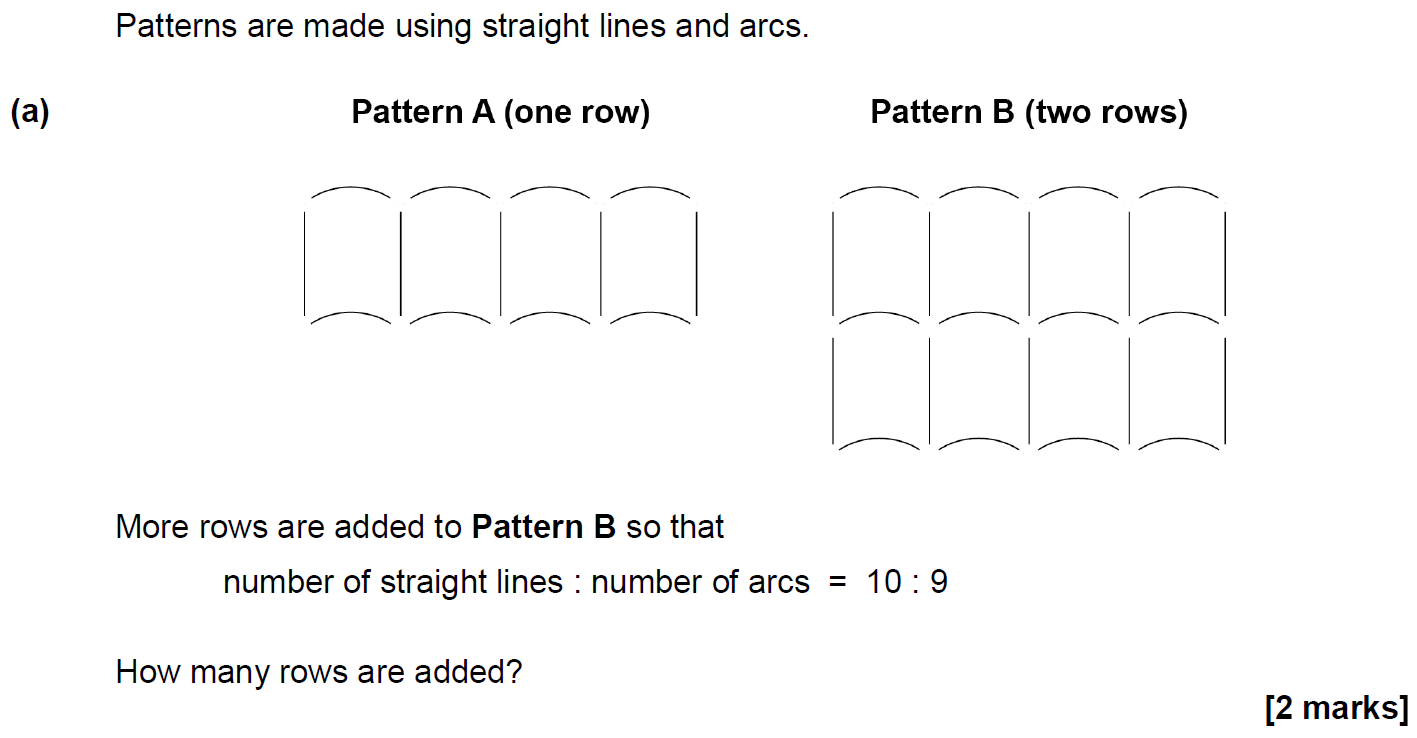 Patterns are made using straight lines and arcs.
(a) Pattern A (one row) Pattern B (two rows)
More rows are added to Pattern B so that
number of straight lines : number of arcs = 10 : 9
How many rows are added?
[2 marks]